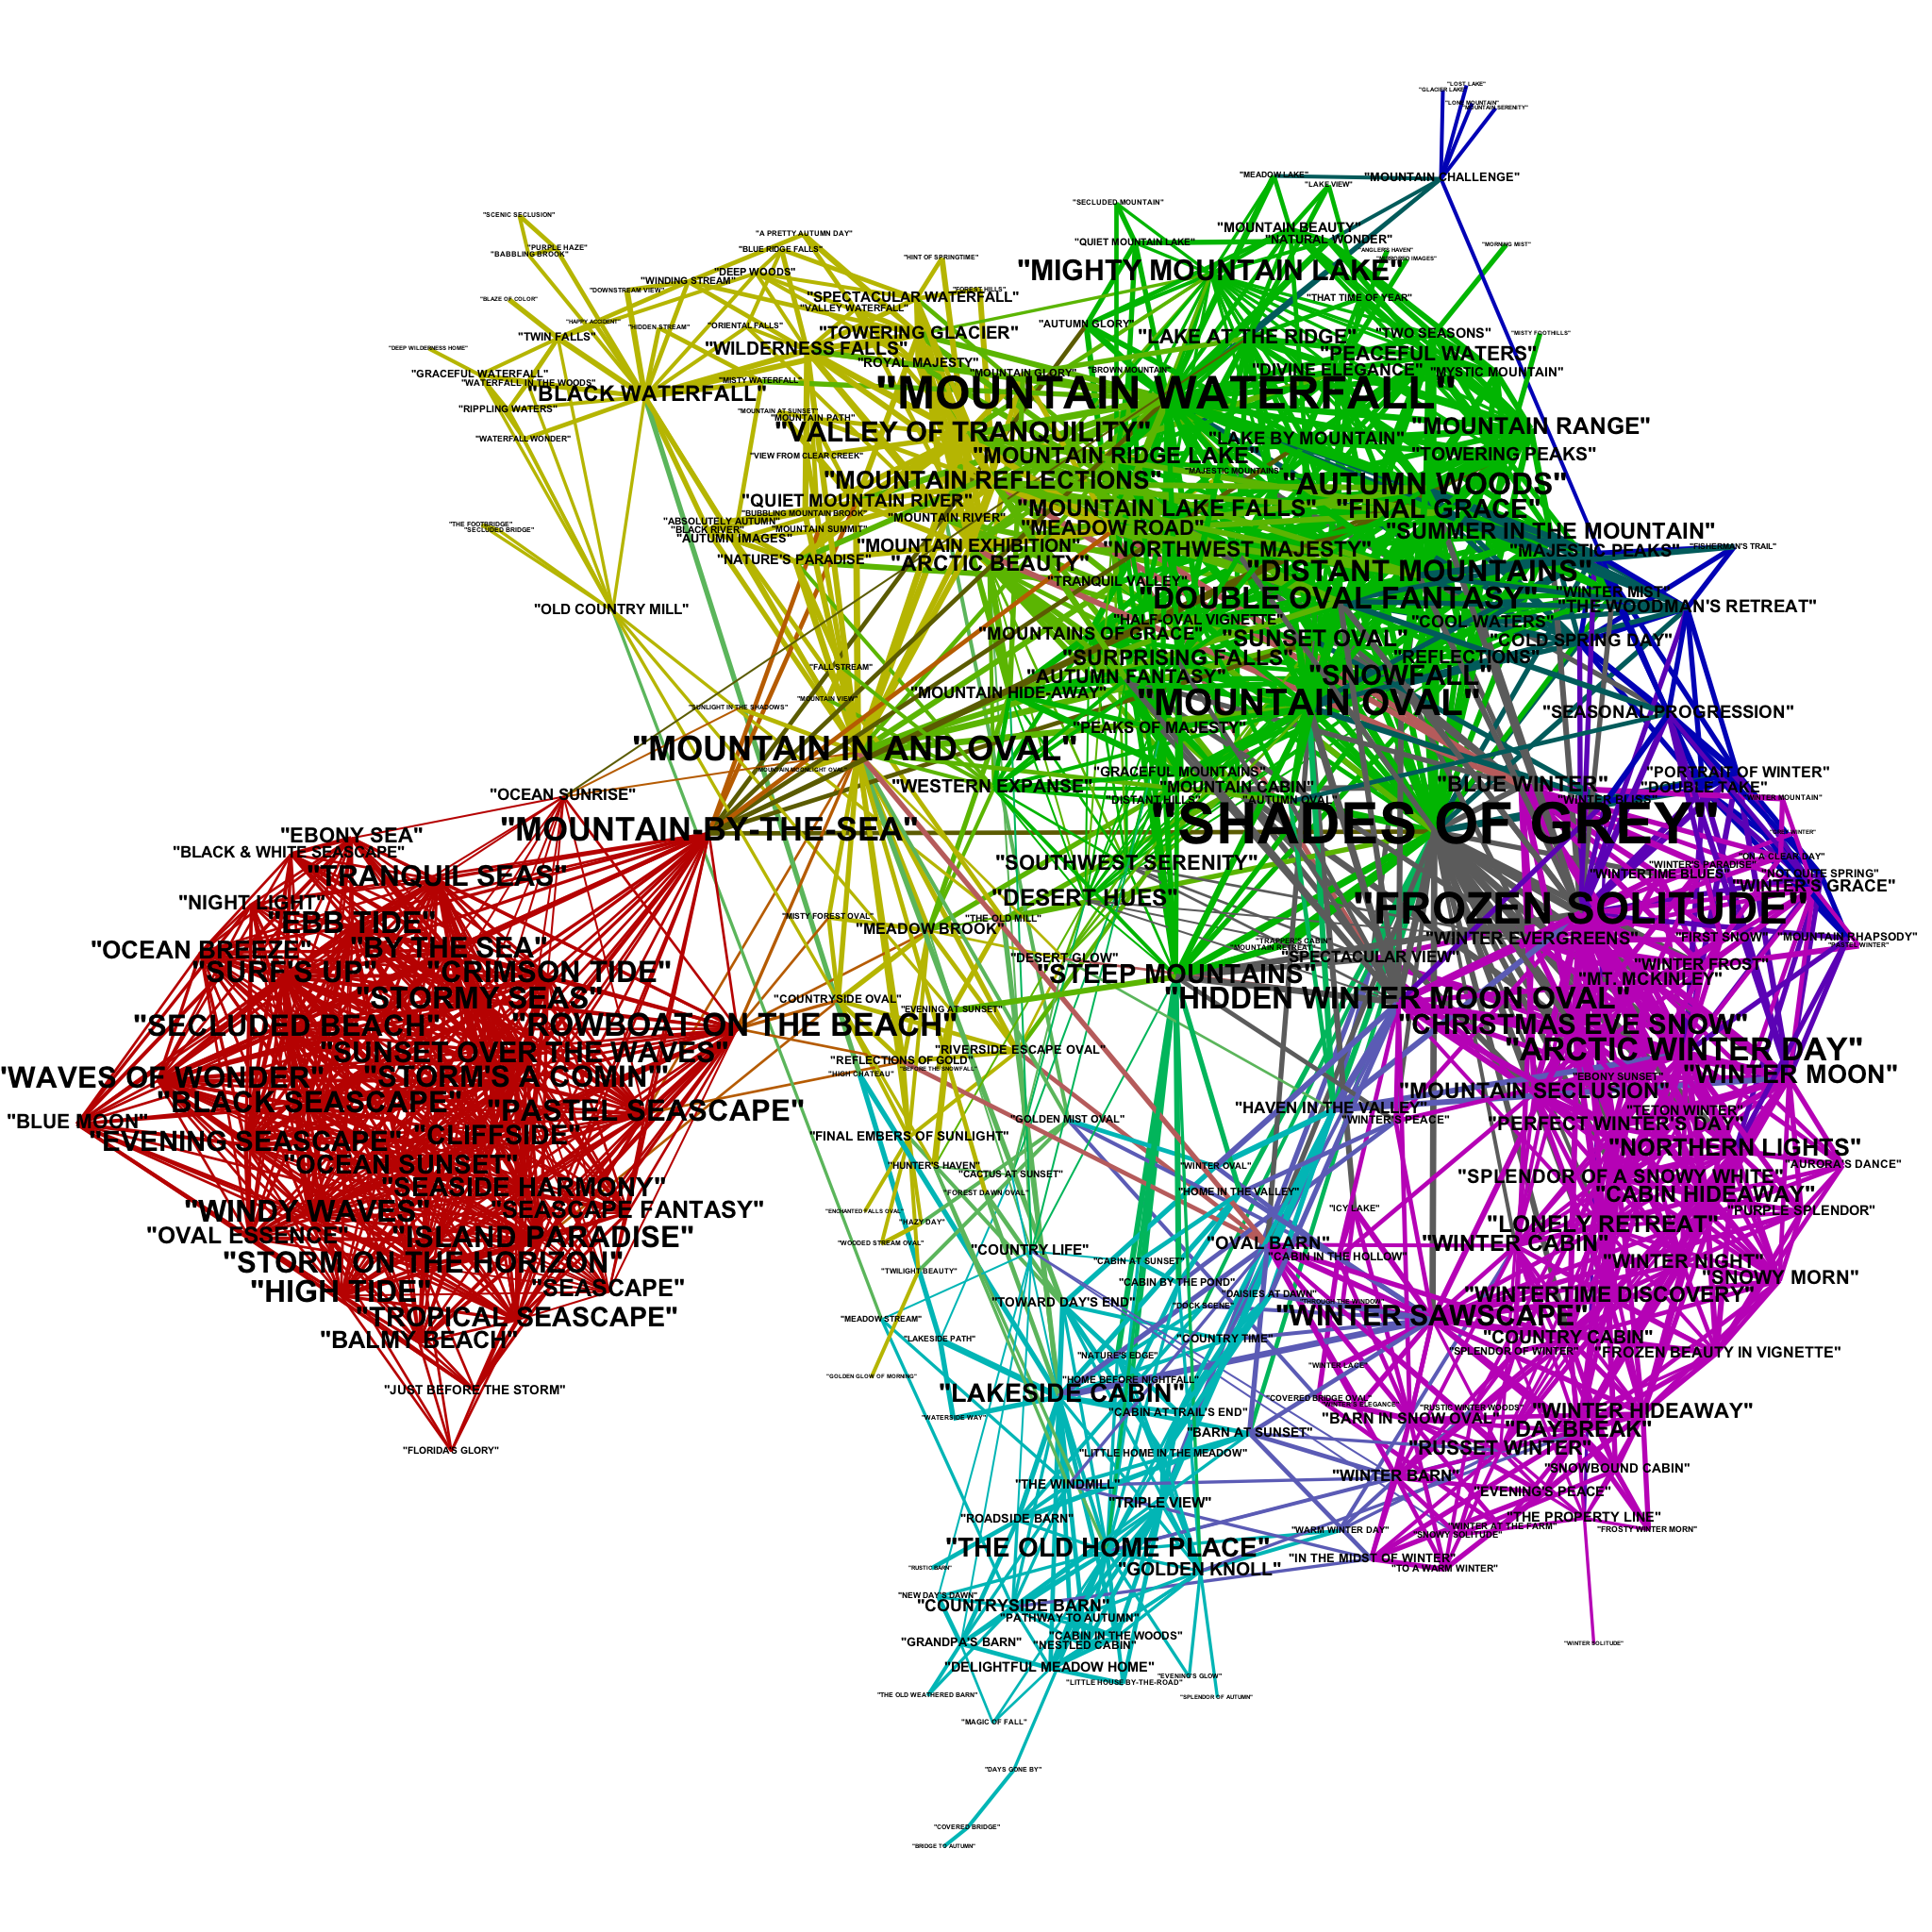 "LOST LAKE"
"GLACIER LAKE"
"LONE MOUNTAIN"
"MOUNTAIN SERENITY"
"MEADOW LAKE"
"MOUNTAIN CHALLENGE"
"LAKE VIEW"
"SECLUDED MOUNTAIN"
"SCENIC SECLUSION"
"MOUNTAIN BEAUTY"
"A PRETTY AUTUMN DAY"
"NATURAL WONDER"
"QUIET MOUNTAIN LAKE"
"MORNING MIST"
"PURPLE HAZE"
"BLUE RIDGE FALLS"
"ANGLER'S HAVEN"
"BABBLING BROOK"
"HINT OF SPRINGTIME"
"DEEP WOODS"
"MIGHTY MOUNTAIN LAKE"
"WINDING STREAM"
"DOWNSTREAM VIEW"
"FOREST HILLS"
"SPECTACULAR WATERFALL"
"THAT TIME OF YEAR"
"BLAZE OF COLOR"
"VALLEY WATERFALL"
"HAPPY ACCIDENT"
"HIDDEN STREAM"
"ORIENTAL FALLS"
"AUTUMN GLORY"
"TOWERING GLACIER"
"TWO SEASONS"
"MISTY FOOTHILLS"
"TWIN FALLS"
"LAKE AT THE RIDGE"
"DEEP WILDERNESS HOME"
"WILDERNESS FALLS"
"PEACEFUL WATERS"
"ROYAL MAJESTY"
"GRACEFUL WATERFALL"
"MOUNTAIN GLORY"
"BROWN MOUNTAIN"
"DIVINE ELEGANCE"
"MYSTIC MOUNTAIN"
"WATERFALL IN THE WOODS"
"MISTY WATERFALL"
"BLACK WATERFALL"
"MOUNTAIN WATERFALL"
"RIPPLING WATERS"
"MOUNTAIN AT SUNSET"
"MOUNTAIN PATH"
"MOUNTAIN RANGE"
"VALLEY OF TRANQUILITY"
"WATERFALL WONDER"
"LAKE BY MOUNTAIN"
"VIEW FROM CLEAR CREEK"
"MOUNTAIN RIDGE LAKE"
"TOWERING PEAKS"
"MAJESTIC MOUNTAINS"
"MOUNTAIN REFLECTIONS"
"AUTUMN WOODS"
"QUIET MOUNTAIN RIVER"
"MOUNTAIN LAKE FALLS"
"FINAL GRACE"
"BUBBLING MOUNTAIN BROOK"
"MOUNTAIN RIVER"
"ABSOLUTELY AUTUMN"
"THE FOOTBRIDGE"
"SECLUDED BRIDGE"
"BLACK RIVER"
"MOUNTAIN SUMMIT"
"MEADOW ROAD"
"SUMMER IN THE MOUNTAIN"
"AUTUMN IMAGES"
"MOUNTAIN EXHIBITION"
"NORTHWEST MAJESTY"
"MAJESTIC PEAKS"
"FISHERMAN'S TRAIL"
"NATURE'S PARADISE"
"ARCTIC BEAUTY"
"DISTANT MOUNTAINS"
"TRANQUIL VALLEY"
"WINTER MIST"
"DOUBLE OVAL FANTASY"
"THE WOODMAN'S RETREAT"
"OLD COUNTRY MILL"
"HALF-OVAL VIGNETTE"
"COOL WATERS"
"MOUNTAINS OF GRACE"
"SUNSET OVAL"
"COLD SPRING DAY"
"SURPRISING FALLS"
"REFLECTIONS"
"FALL STREAM"
"AUTUMN FANTASY"
"SNOWFALL"
"MOUNTAIN HIDE-AWAY"
"MOUNTAIN VIEW"
"MOUNTAIN OVAL"
"SUNLIGHT IN THE SHADOWS"
"SEASONAL PROGRESSION"
"PEAKS OF MAJESTY"
"MOUNTAIN IN AND OVAL"
"MOUNTAIN MOONLIGHT OVAL"
"GRACEFUL MOUNTAINS"
"PORTRAIT OF WINTER"
"WESTERN EXPANSE"
"MOUNTAIN CABIN"
"BLUE WINTER"
"DOUBLE TAKE"
"OCEAN SUNRISE"
"DISTANT HILLS"
"AUTUMN OVAL"
"WINTER BLISS"
"WINTER MOUNTAIN"
"SHADES OF GREY"
"MOUNTAIN-BY-THE-SEA"
"EBONY SEA"
"BLACK & WHITE SEASCAPE"
"SOUTHWEST SERENITY"
"WINTER'S PARADISE"
"ON A CLEAR DAY"
"TRANQUIL SEAS"
"WINTERTIME BLUES"
"NOT QUITE SPRING"
"WINTER'S GRACE"
"DESERT HUES"
"NIGHT LIGHT"
"FROZEN SOLITUDE"
"EBB TIDE"
"MISTY FOREST OVAL"
"THE OLD MILL"
"MEADOW BROOK"
"WINTER EVERGREENS"
"FIRST SNOW"
"MOUNTAIN RHAPSODY"
"PASTEL WINTER"
"TRAPPER'S CABIN"
"MOUNTAIN RETREAT"
"OCEAN BREEZE"
"BY THE SEA"
"DESERT GLOW"
"SPECTACULAR VIEW"
"WINTER FROST"
"SURF'S UP"
"CRIMSON TIDE"
"STEEP MOUNTAINS"
"MT. MCKINLEY"
"STORMY SEAS"
"COUNTRYSIDE OVAL"
"HIDDEN WINTER MOON OVAL"
"EVENING AT SUNSET"
"SECLUDED BEACH"
"ROWBOAT ON THE BEACH"
"CHRISTMAS EVE SNOW"
"SUNSET OVER THE WAVES"
"RIVERSIDE ESCAPE OVAL"
"ARCTIC WINTER DAY"
"REFLECTIONS OF GOLD"
"BEFORE THE SNOWFALL"
"HIGH CHATEAU"
"WAVES OF WONDER"
"STORM'S A COMIN'"
"EBONY SUNSET"
"WINTER MOON"
"MOUNTAIN SECLUSION"
"BLACK SEASCAPE"
"PASTEL SEASCAPE"
"HAVEN IN THE VALLEY"
"TETON WINTER"
"BLUE MOON"
"GOLDEN MIST OVAL"
"WINTER'S PEACE"
"PERFECT WINTER'S DAY"
"EVENING SEASCAPE"
"CLIFFSIDE"
"FINAL EMBERS OF SUNLIGHT"
"NORTHERN LIGHTS"
"OCEAN SUNSET"
"HUNTER'S HAVEN"
"WINTER OVAL"
"AURORA'S DANCE"
"CACTUS AT SUNSET"
"SPLENDOR OF A SNOWY WHITE"
"SEASIDE HARMONY"
"FOREST DAWN OVAL"
"HOME IN THE VALLEY"
"CABIN HIDEAWAY"
"WINDY WAVES"
"SEASCAPE FANTASY"
"ENCHANTED FALLS OVAL"
"ICY LAKE"
"PURPLE SPLENDOR"
"HAZY DAY"
"LONELY RETREAT"
"OVAL ESSENCE"
"ISLAND PARADISE"
"WOODED STREAM OVAL"
"COUNTRY LIFE"
"OVAL BARN"
"WINTER CABIN"
"CABIN IN THE HOLLOW"
"STORM ON THE HORIZON"
"CABIN AT SUNSET"
"WINTER NIGHT"
"TWILIGHT BEAUTY"
"SNOWY MORN"
"CABIN BY THE POND"
"HIGH TIDE"
"SEASCAPE"
"DAISIES AT DAWN"
"WINTERTIME DISCOVERY"
"TOWARD DAY'S END"
"DOCK SCENE"
"THROUGH THE WINDOW"
"TROPICAL SEASCAPE"
"MEADOW STREAM"
"WINTER SAWSCAPE"
"BALMY BEACH"
"LAKESIDE PATH"
"COUNTRY TIME"
"COUNTRY CABIN"
"SPLENDOR OF WINTER"
"FROZEN BEAUTY IN VIGNETTE"
"NATURE'S EDGE"
"WINTER LACE"
"GOLDEN GLOW OF MORNING"
"HOME BEFORE NIGHTFALL"
"JUST BEFORE THE STORM"
"LAKESIDE CABIN"
"COVERED BRIDGE OVAL"
"WINTER'S ELEGANCE"
"RUSTIC WINTER WOODS"
"WATERSIDE WAY"
"CABIN AT TRAIL'S END"
"BARN IN SNOW OVAL"
"WINTER HIDEAWAY"
"BARN AT SUNSET"
"DAYBREAK"
"FLORIDA'S GLORY"
"LITTLE HOME IN THE MEADOW"
"RUSSET WINTER"
"SNOWBOUND CABIN"
"THE WINDMILL"
"WINTER BARN"
"EVENING'S PEACE"
"TRIPLE VIEW"
"ROADSIDE BARN"
"THE PROPERTY LINE"
"WARM WINTER DAY"
"WINTER AT THE FARM"
"FROSTY WINTER MORN"
"SNOWY SOLITUDE"
"THE OLD HOME PLACE"
"IN THE MIDST OF WINTER"
"RUSTIC BARN"
"GOLDEN KNOLL"
"TO A WARM WINTER"
"NEW DAY'S DAWN"
"COUNTRYSIDE BARN"
"PATHWAY TO AUTUMN"
"CABIN IN THE WOODS"
"GRANDPA'S BARN"
"NESTLED CABIN"
"WINTER SOLITUDE"
"DELIGHTFUL MEADOW HOME"
"EVENING'S GLOW"
"LITTLE HOUSE BY-THE-ROAD"
"THE OLD WEATHERED BARN"
"SPLENDOR OF AUTUMN"
"MAGIC OF FALL"
"DAYS GONE BY"
"COVERED BRIDGE"
"BRIDGE TO AUTUMN"